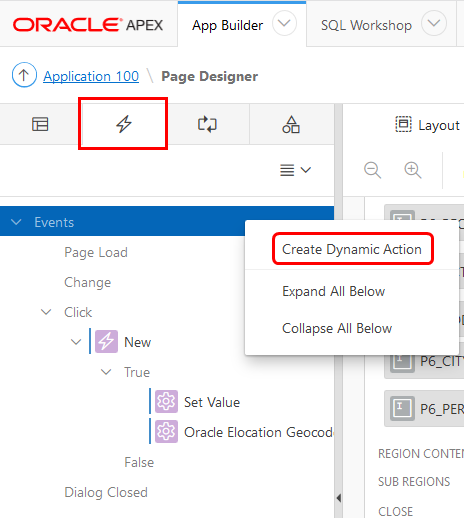 ORACLE APEX
App Builder
SQL Workshop
Application 100 \ Page Designer
Layout
Events
Page Load
Change
Click
New
True
Set Value
Oracle Elocation Geocode
False
Dialog Closed
Create Dynamic Action
Expand All Below
Collapse All Below
P6_CITY
P6_PER
REGION CONTEN
SUB REGIONS
CLOSE